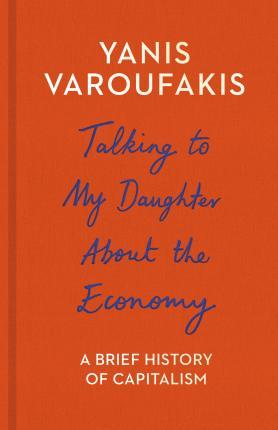 YANIS
VAROUFAKIS
Talking to
My Daughter
About the
Economy
A BRIEF HISTORY
OF CAPITALISM